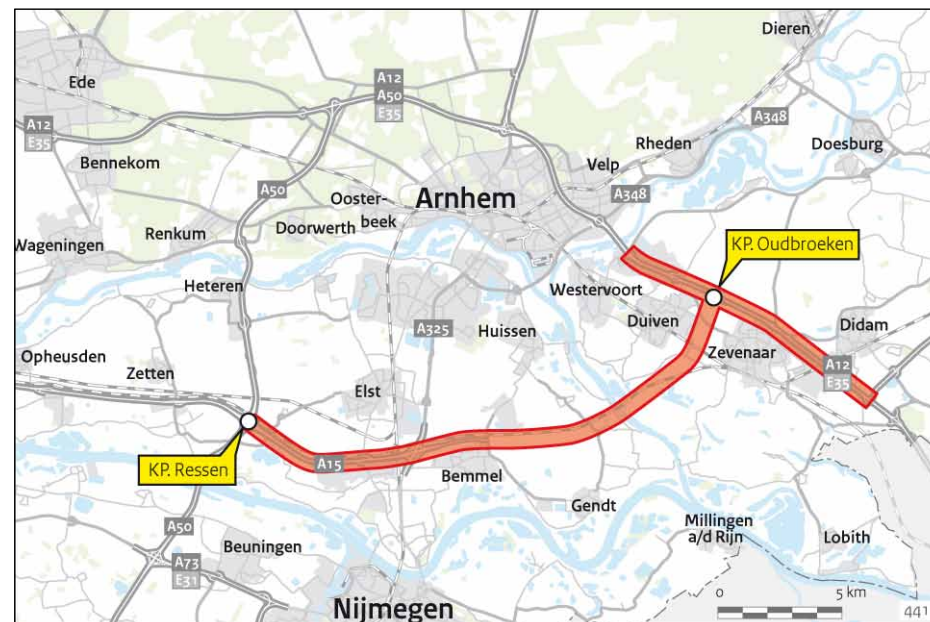 Dieren
Ede
A12
A50
E35
A12
E35
A348
Rheden
Doesburg
Bennekom
Velp
A50
Ooster-
beek
Arnhem
A348
Renkum
Doorwerth
Wageningen
KP. Oudbroeken
Heteren
Westervoort
Duiven
Didam
A325
Huissen
Opheusden
Zetten
Zevenaar
A12
E35
Elst
KP. Ressen
A15
Bemmel
Gendt
A50
Millingen
a/d Rijn
Lobith
Beuningen
A73
E31
Nijmegen
0
5 km
441